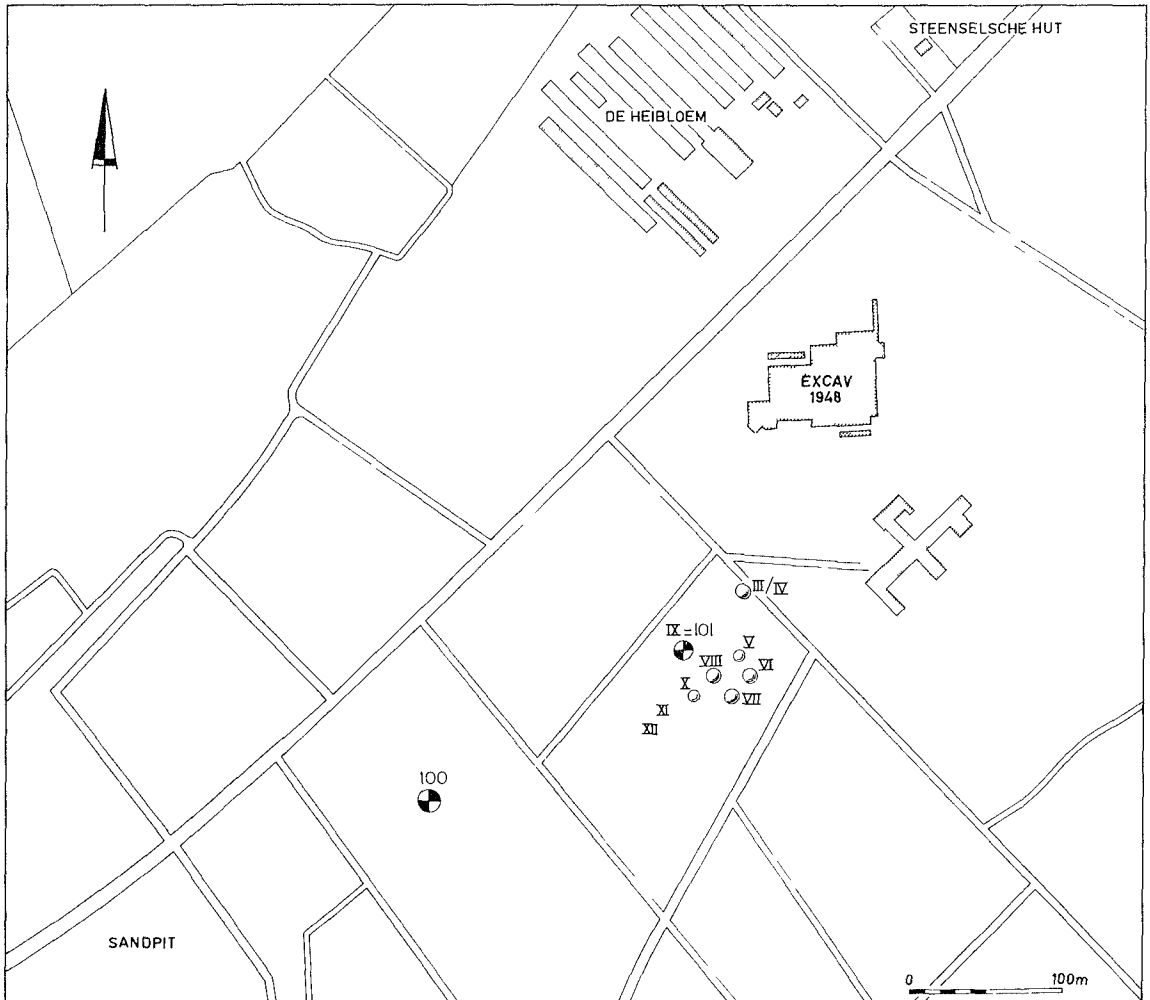 STEENSELSCHE HUT
DE HEIBLOEM
EXCAV
1948
III/IV
IX=101
V
VIII
VI
X
VII
XI
XII
100
SANDPIT
0 100m